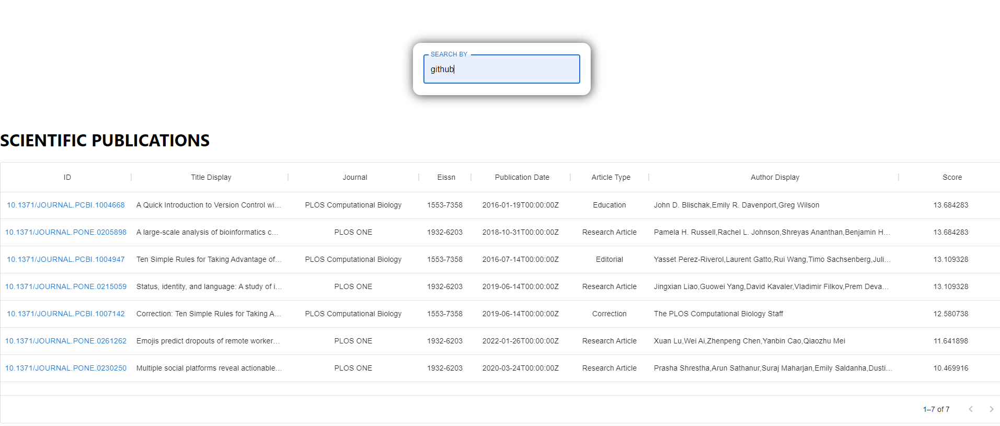 SEARCH BY
github
SCIENTIFIC PUBLICATIONS
ID Title Display Journal Eissn Publication Date Article Type Author Display Score
10.1371/JOURNAL.PCBI.1004668 A Quick Introduction to Version Control wi... PLOS Computational Biology 1553-7358 2016-01-19T00:00:00Z Education John D. Blischak,Emily R. Davenport,Greg Wilson 13.684283
10.1371/JOURNAL.PONE.0205898 A large-scale analysis of bioinformatics c... PLOS ONE 1932-6203 2018-10-31T00:00:00Z Research Article Pamela H. Russell,Rachel L. Johnson,Shreyas Ananthan,Benjamin H... 13.684283
10.1371/JOURNAL.PCBI.1004947 Ten Simple Rules for Taking Advantage of... PLOS Computational Biology 1553-7358 2016-07-14T00:00:00Z Editorial Yasset Perez-Riverol,Laurent Gatto,Rui Wang,Timo Sachsenberg,Juli... 13.109328
10.1371/JOURNAL.PONE.0215059 Status, identity, and language: A study of i... PLOS ONE 1932-6203 2019-06-14T00:00:00Z Research Article Jingxian Liao,Guowei Yang,David Kavaler,Vladimir Filkov,Prem Deva... 13.109328
10.1371/JOURNAL.PCBI.1007142 Correction: Ten Simple Rules for Taking A... PLOS Computational Biology 1553-7358 2019-06-14T00:00:00Z Correction The PLOS Computational Biology Staff 12.580738
10.1371/JOURNAL.PONE.0261262 Emojis predict dropouts of remote worker... PLOS ONE 1932-6203 2022-01-26T00:00:00Z Research Article Xuan Lu,Wei Ai,Zhenpeng Chen,Yanbin Cao,Qiaozhu Mei 11.641898
10.1371/JOURNAL.PONE.0230250 Multiple social platforms reveal actionable... PLOS ONE 1932-6203 2020-03-24T00:00:00Z Research Article Prasha Shrestha,Arun Sathanur,Suraj Maharjan,Emily Saldanha,Dusti... 10.469916
1–7 of 7